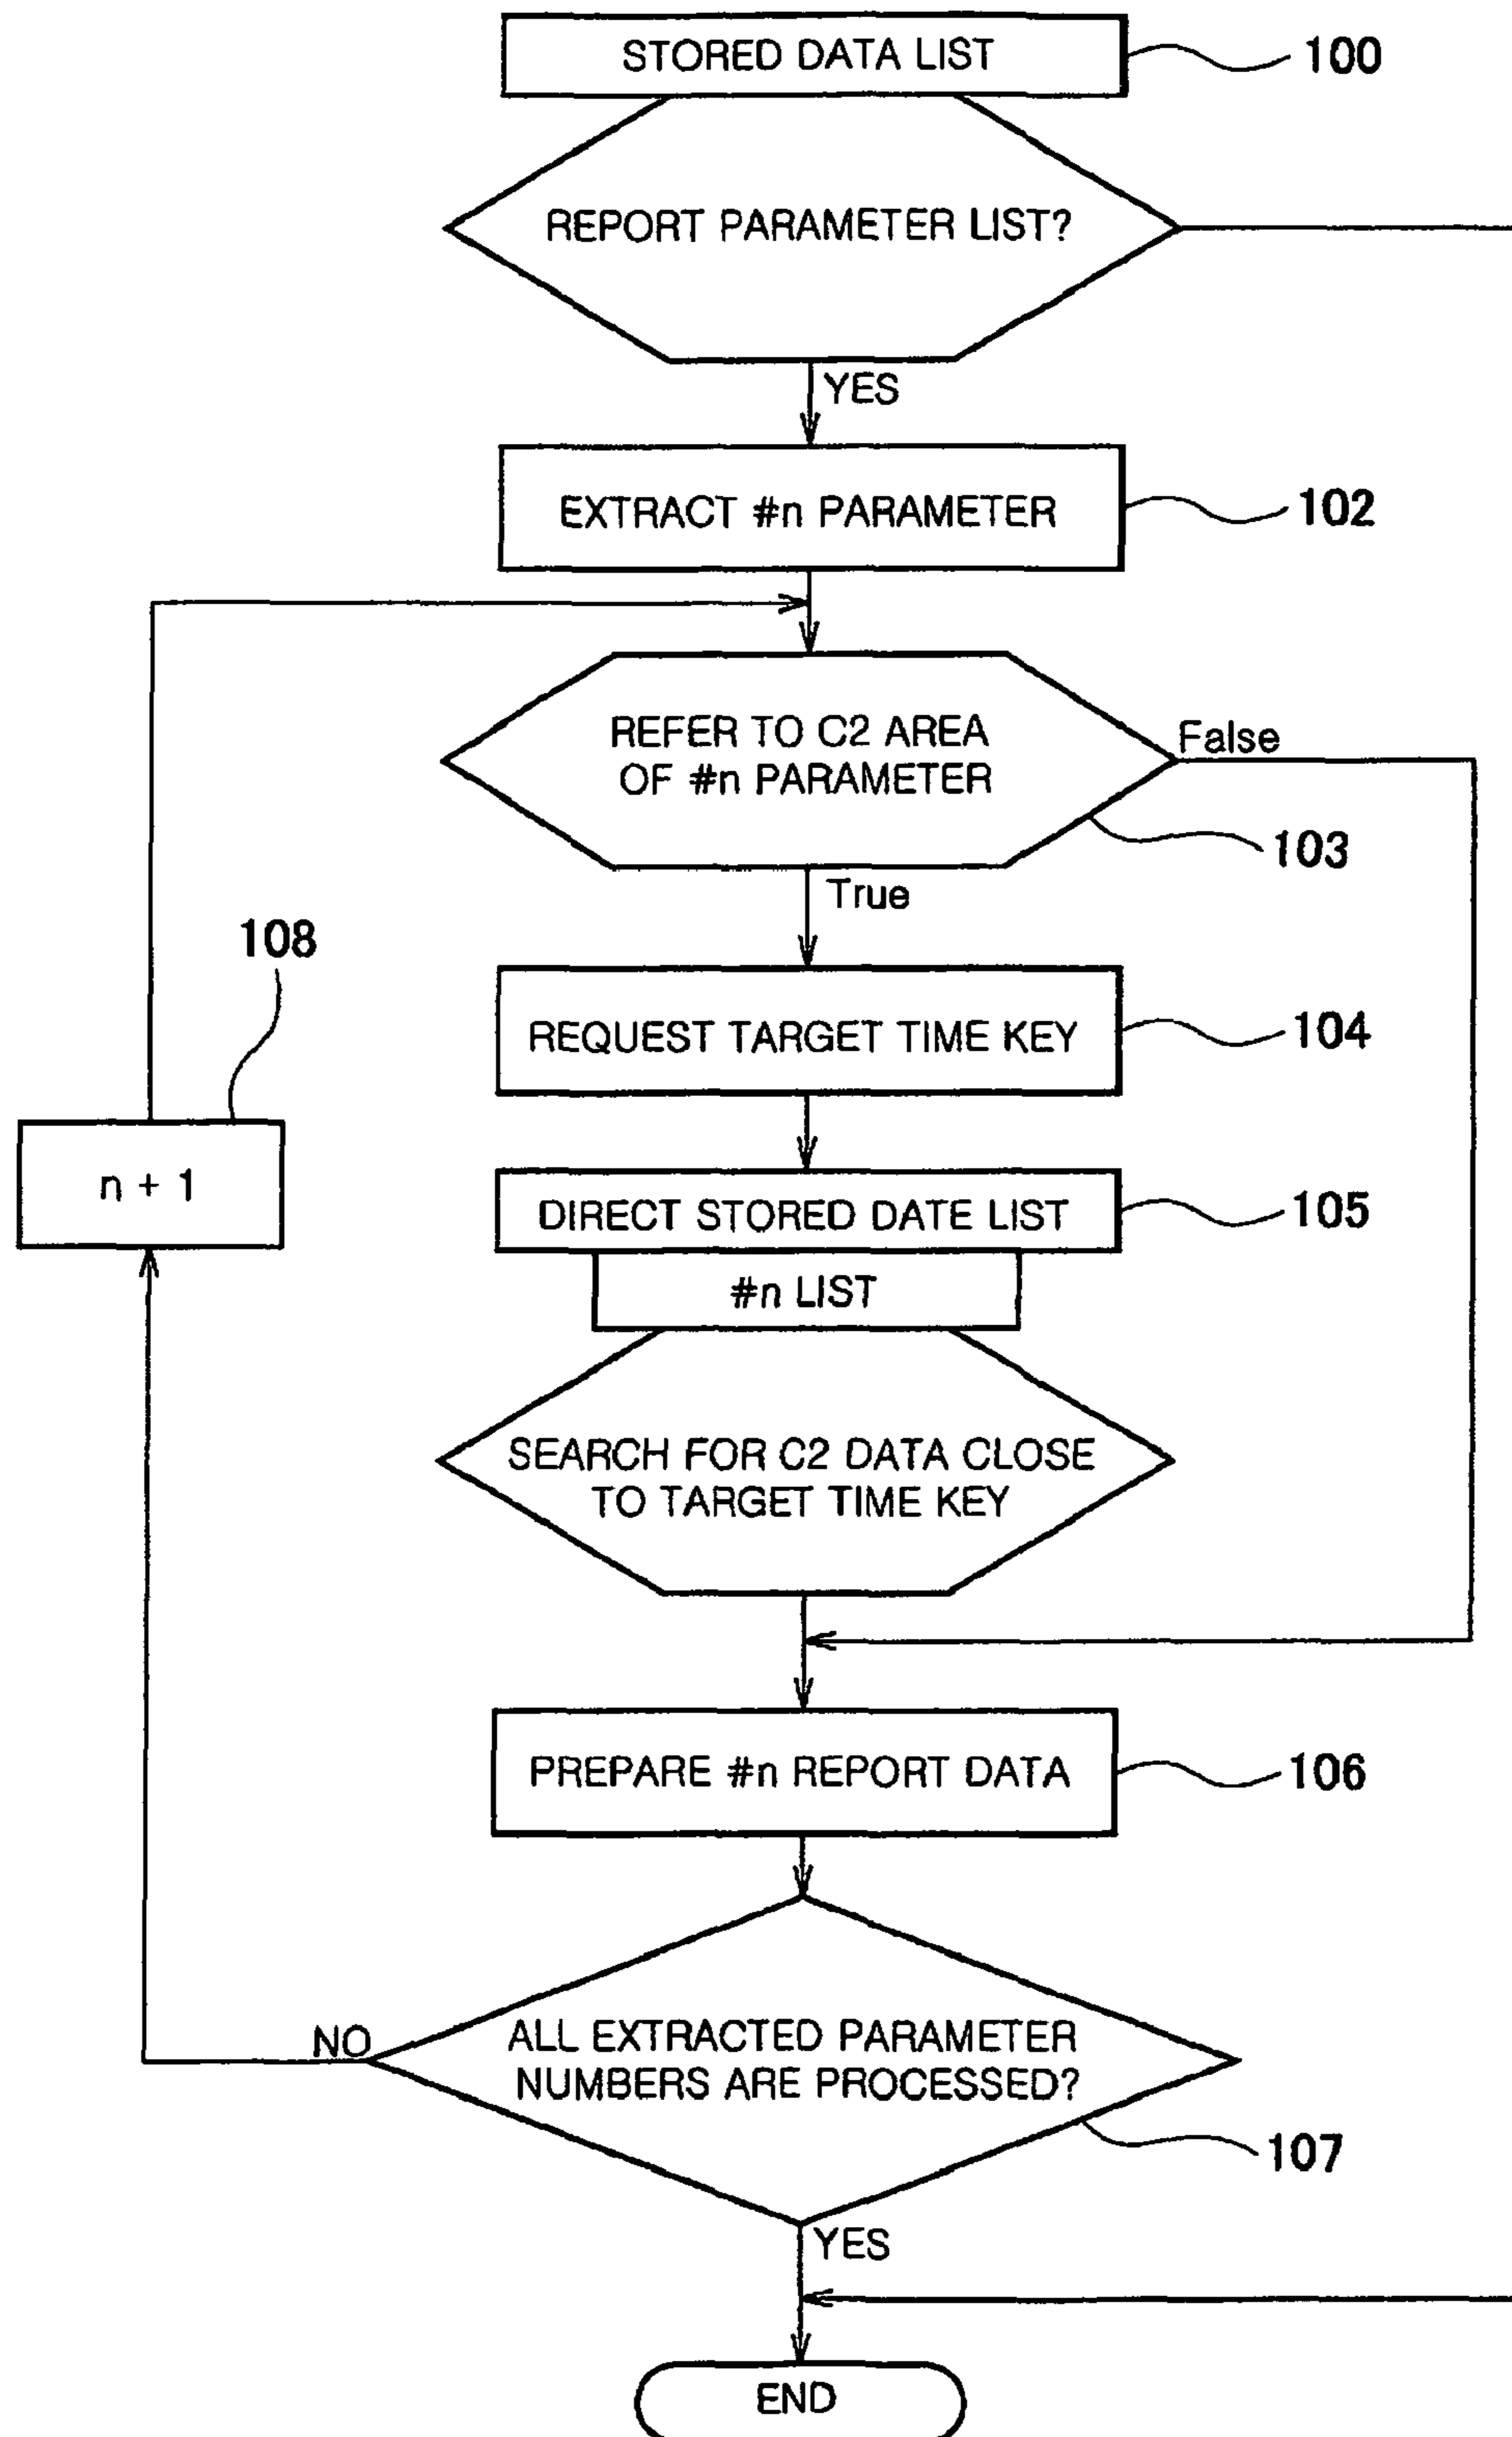 STORED DATA LIST
100
REPORT PARAMETER LIST?
YES
EXTRACT #n PARAMETER
102
REFER TO C2 AREA
OF #n PARAMETER
False
103
True
108
REQUEST TARGET TIME KEY
104
n + 1
DIRECT STORED DATE LIST
105
#n LIST
SEARCH FOR C2 DATA CLOSE
TO TARGET TIME KEY
PREPARE #n REPORT DATA
106
NO
ALL EXTRACTED PARAMETER
NUMBERS ARE PROCESSED?
107
YES
END